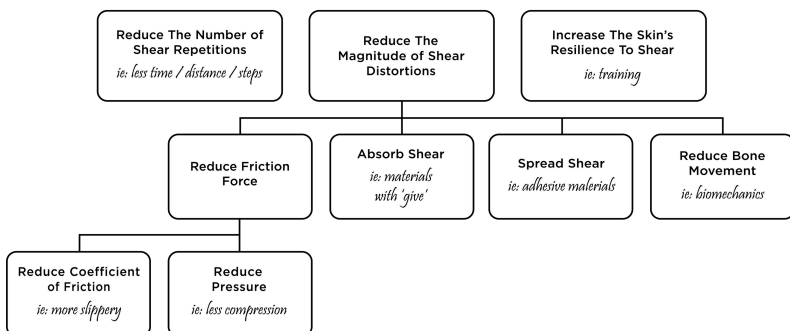 Reduce The Number of
Shear Repetitions
ie: less time / distance / steps
Reduce The
Magnitude of Shear
Distortions
Increase The Skin's
Resilience To Shear
ie: training
Reduce Friction
Force
Absorb Shear
ie: materials
with 'give'
Spread Shear
ie: adhesive materials
Reduce Bone
Movement
ie: biomechanics
Reduce Coefficient
of Friction
ie: more slippery
Reduce
Pressure
ie: less compression